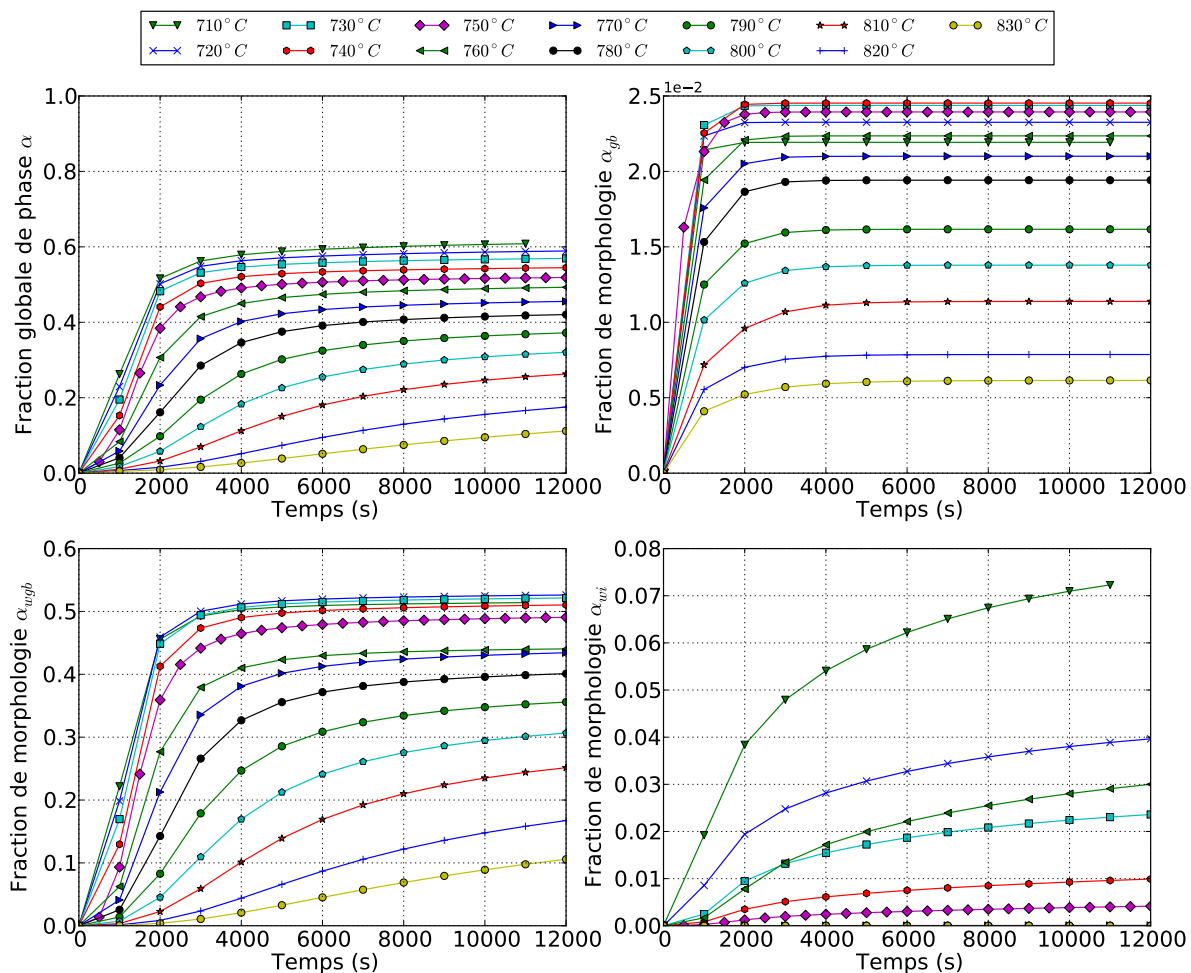 710°C 730°C 750°C 770°C 790°C 810°C 830°C
720°C 740°C 760°C 780°C 800°C 820°C
Fraction globale de phase α
1.0
0.8
0.6
0.4
0.2
0.0
0 2000 4000 6000 8000 10000 12000
Temps (s)
Fraction de morphologie α_gb
1e−2
2.5
2.0
1.5
1.0
0.5
0.0
0 2000 4000 6000 8000 10000 12000
Temps (s)
Fraction de morphologie α_wgb
0.6
0.5
0.4
0.3
0.2
0.1
0.0
0 2000 4000 6000 8000 10000 12000
Temps (s)
Fraction de morphologie α_wi
0.08
0.07
0.06
0.05
0.04
0.03
0.02
0.01
0.00
0 2000 4000 6000 8000 10000 12000
Temps (s)